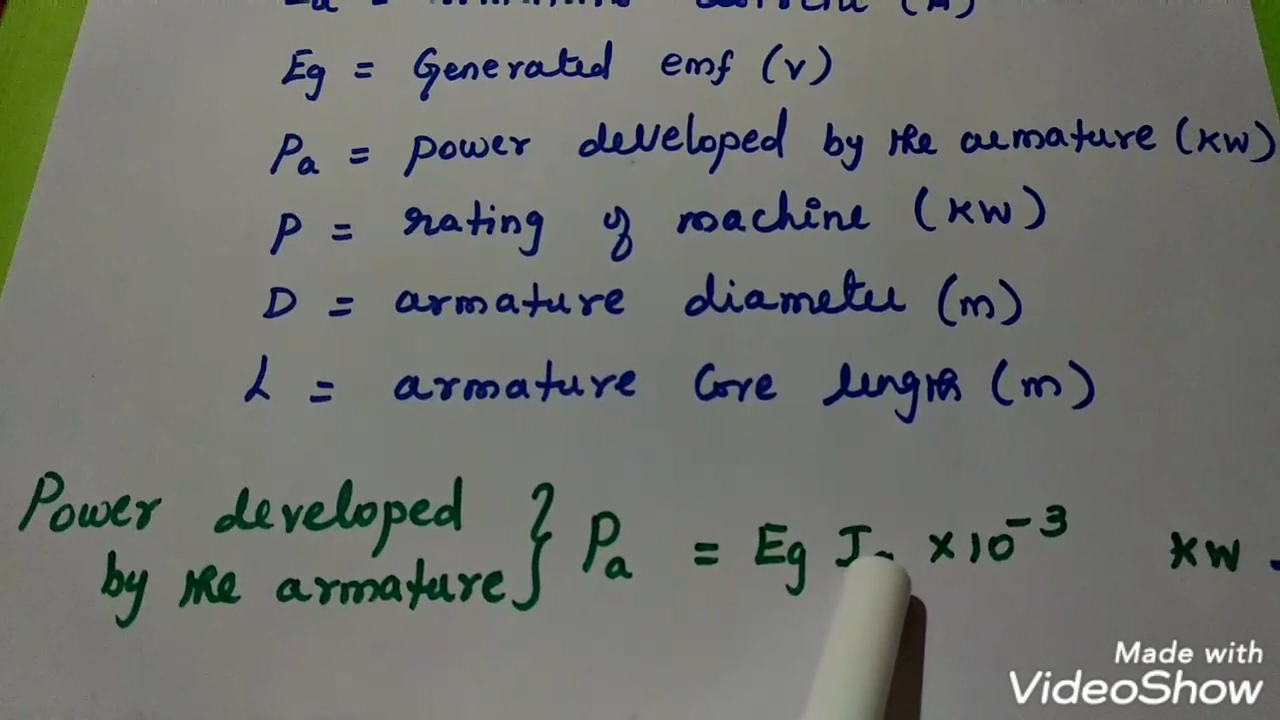 Eg = Generated emf (v)
Pa = power developed by the armature (KW)
P = rating of machine (KW)
D = armature diameter (m)
L = armature Core length (m)
Power developed by the armature } Pa = Eg I ×10⁻³ KW
Made with
VideoShow